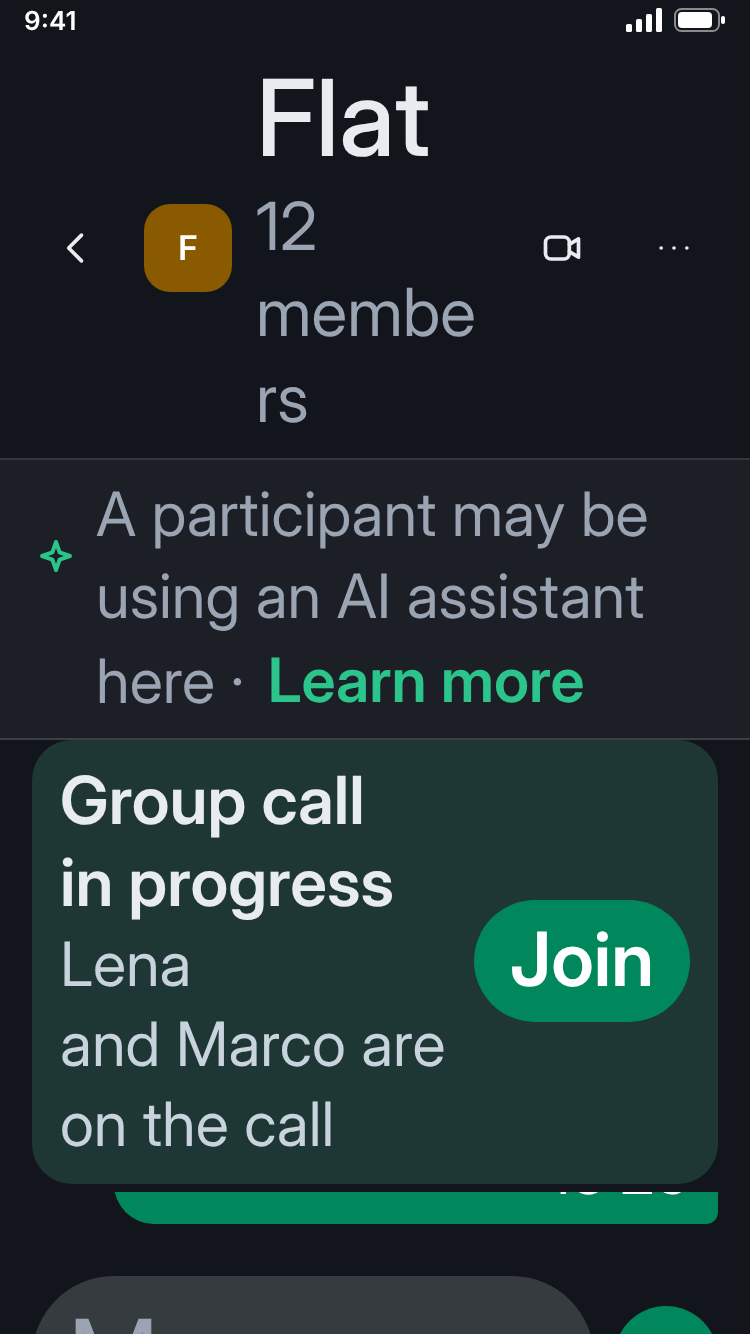 9:41
Flat
F
12
membe
rs
A participant may be
using an AI assistant
here · Learn more
Group call
in progress
Lena
and Marco are
on the call
Join